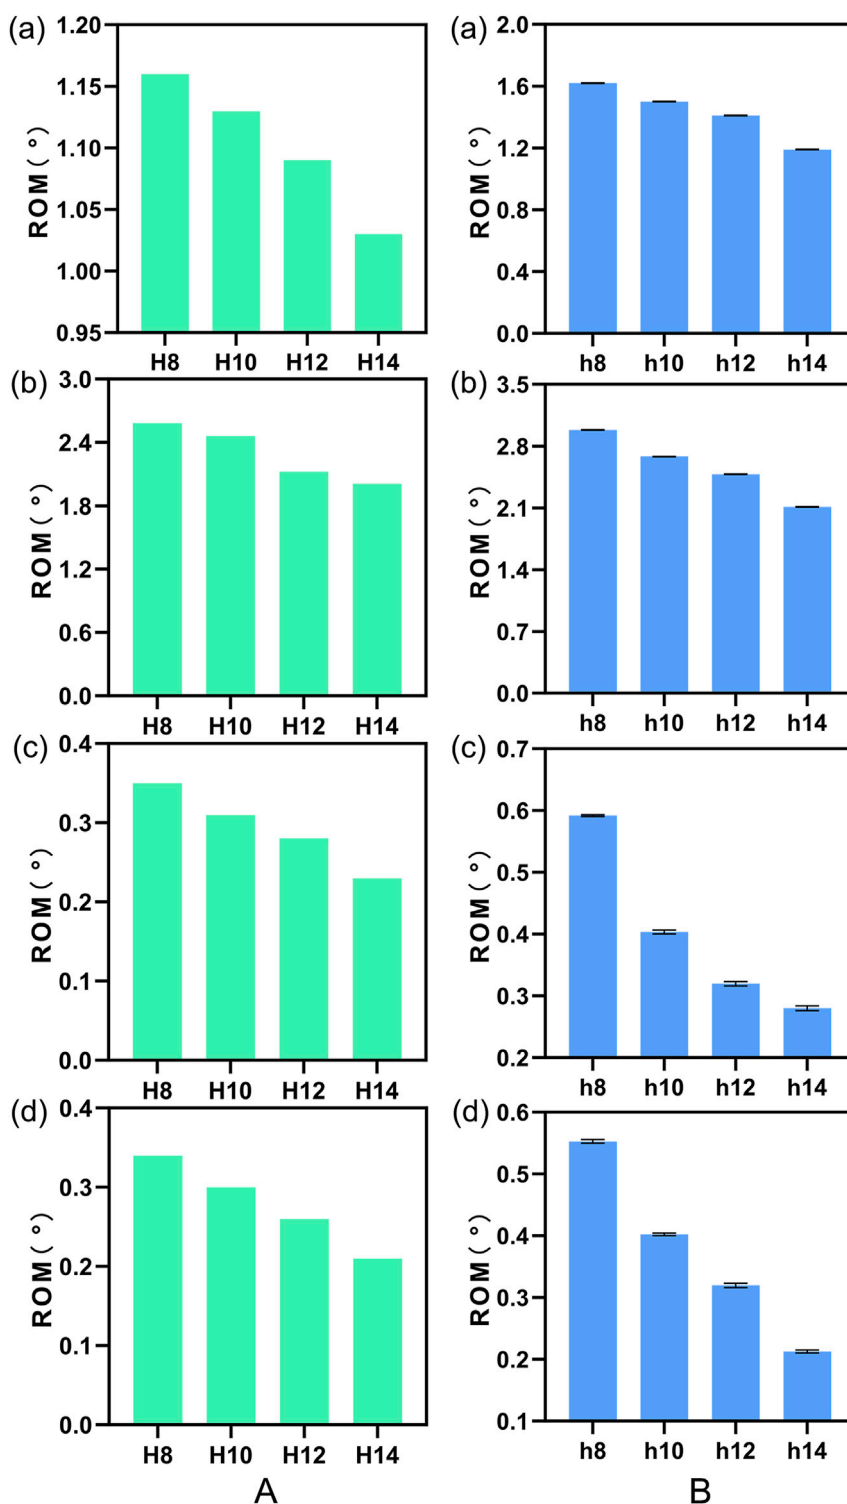 (a)
ROM(°)
1.20
1.15
1.10
1.05
1.00
0.95
H8 H10 H12 H14
(a)
ROM(°)
2.0
1.6
1.2
0.8
0.4
0.0
h8 h10 h12 h14
(b)
ROM(°)
3.0
2.4
1.8
1.2
0.6
0.0
H8 H10 H12 H14
(b)
ROM(°)
3.5
2.8
2.1
1.4
0.7
0.0
h8 h10 h12 h14
(c)
ROM(°)
0.4
0.3
0.2
0.1
0.0
H8 H10 H12 H14
(c)
ROM(°)
0.7
0.6
0.5
0.4
0.3
0.2
h8 h10 h12 h14
(d)
ROM(°)
0.4
0.3
0.2
0.1
0.0
H8 H10 H12 H14
(d)
ROM(°)
0.6
0.5
0.4
0.3
0.2
0.1
h8 h10 h12 h14
A
B